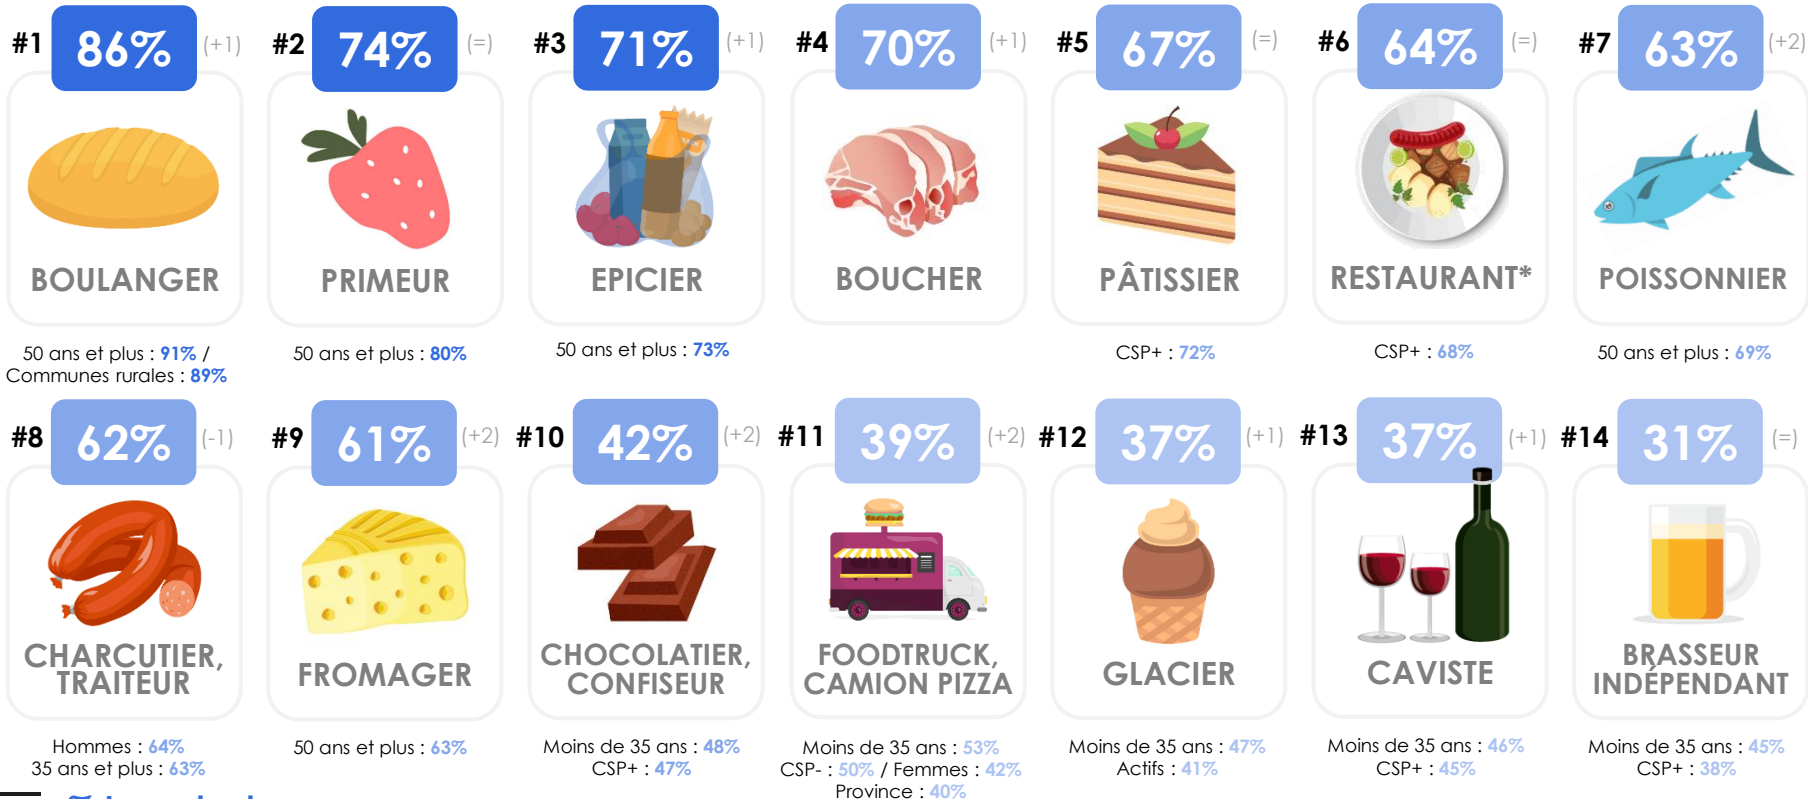 #1 86% (+1)
BOULANGER
50 ans et plus : 91% /
Communes rurales : 89%
#2 74% (=)
PRIMEUR
50 ans et plus : 80%
#3 71% (+1)
EPICIER
50 ans et plus : 73%
#4 70% (+1)
BOUCHER
#5 67% (=)
PÂTISSIER
CSP+ : 72%
#6 64% (=)
RESTAURANT*
CSP+ : 68%
#7 63% (+2)
POISSONNIER
50 ans et plus : 69%
#8 62% (-1)
CHARCUTIER,
TRAITEUR
Hommes : 64%
35 ans et plus : 63%
#9 61% (+2)
FROMAGER
50 ans et plus : 63%
#10 42% (+2)
CHOCOLATIER,
CONFISEUR
Moins de 35 ans : 48%
CSP+ : 47%
#11 39% (+2)
FOODTRUCK,
CAMION PIZZA
Moins de 35 ans : 53%
CSP- : 50% / Femmes : 42%
Province : 40%
#12 37% (+1)
GLACIER
Moins de 35 ans : 47%
Actifs : 41%
#13 37% (+1)
CAVISTE
Moins de 35 ans : 46%
CSP+ : 45%
#14 31% (=)
BRASSEUR
INDÉPENDANT
Moins de 35 ans : 45%
CSP+ : 38%